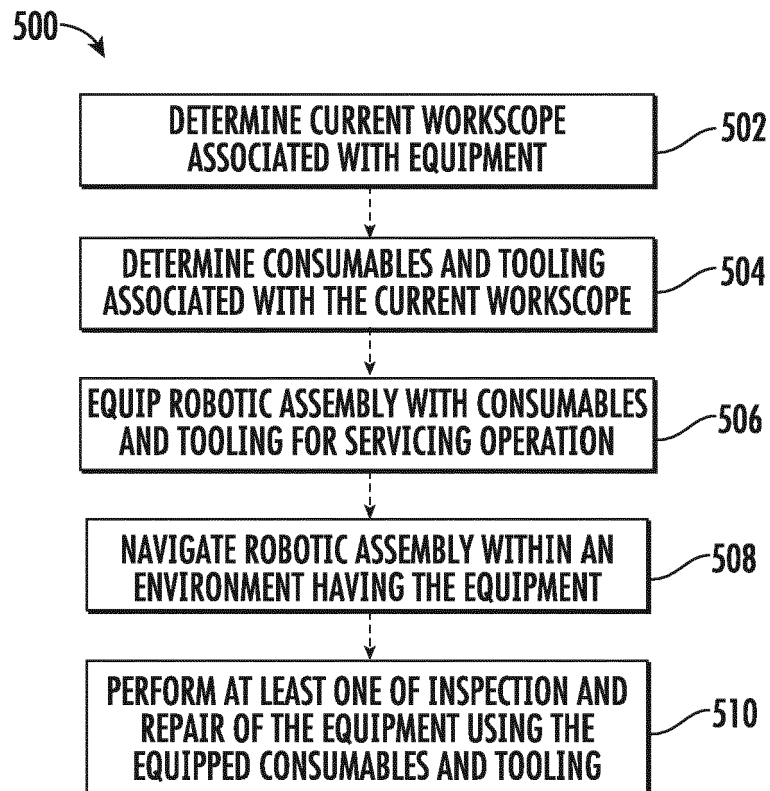 500
DETERMINE CURRENT WORKSCOPE
ASSOCIATED WITH EQUIPMENT
502
DETERMINE CONSUMABLES AND TOOLING
ASSOCIATED WITH THE CURRENT WORKSCOPE
504
EQUIP ROBOTIC ASSEMBLY WITH CONSUMABLES
AND TOOLING FOR SERVICING OPERATION
506
NAVIGATE ROBOTIC ASSEMBLY WITHIN AN
ENVIRONMENT HAVING THE EQUIPMENT
508
PERFORM AT LEAST ONE OF INSPECTION AND
REPAIR OF THE EQUIPMENT USING THE
EQUIPPED CONSUMABLES AND TOOLING
510